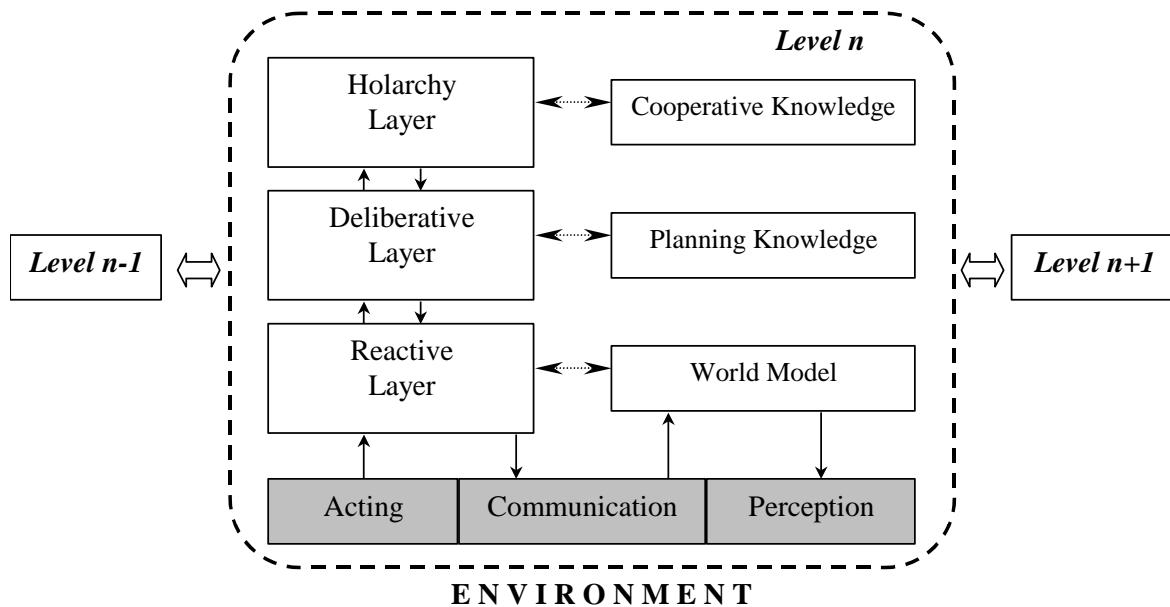 Level n
Holarchy
Layer
Cooperative Knowledge
Deliberative
Layer
Planning Knowledge
Level n-1
Level n+1
Reactive
Layer
World Model
Acting
Communication
Perception
ENVIRONMENT